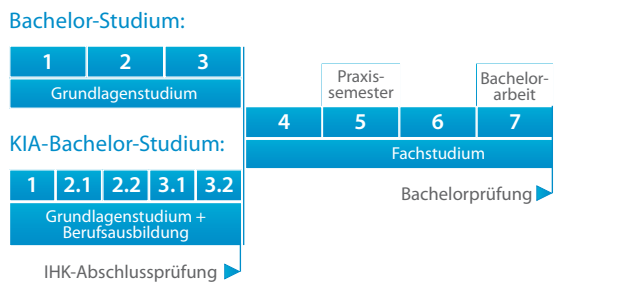 Bachelor-Studium:
1 2 3
Grundlagenstudium
Praxis-
semester
Bachelor-
arbeit
4 5 6 7
Fachstudium
Bachelorprüfung
KIA-Bachelor-Studium:
1 2.1 2.2 3.1 3.2
Grundlagenstudium +
Berufsausbildung
IHK-Abschlussprüfung